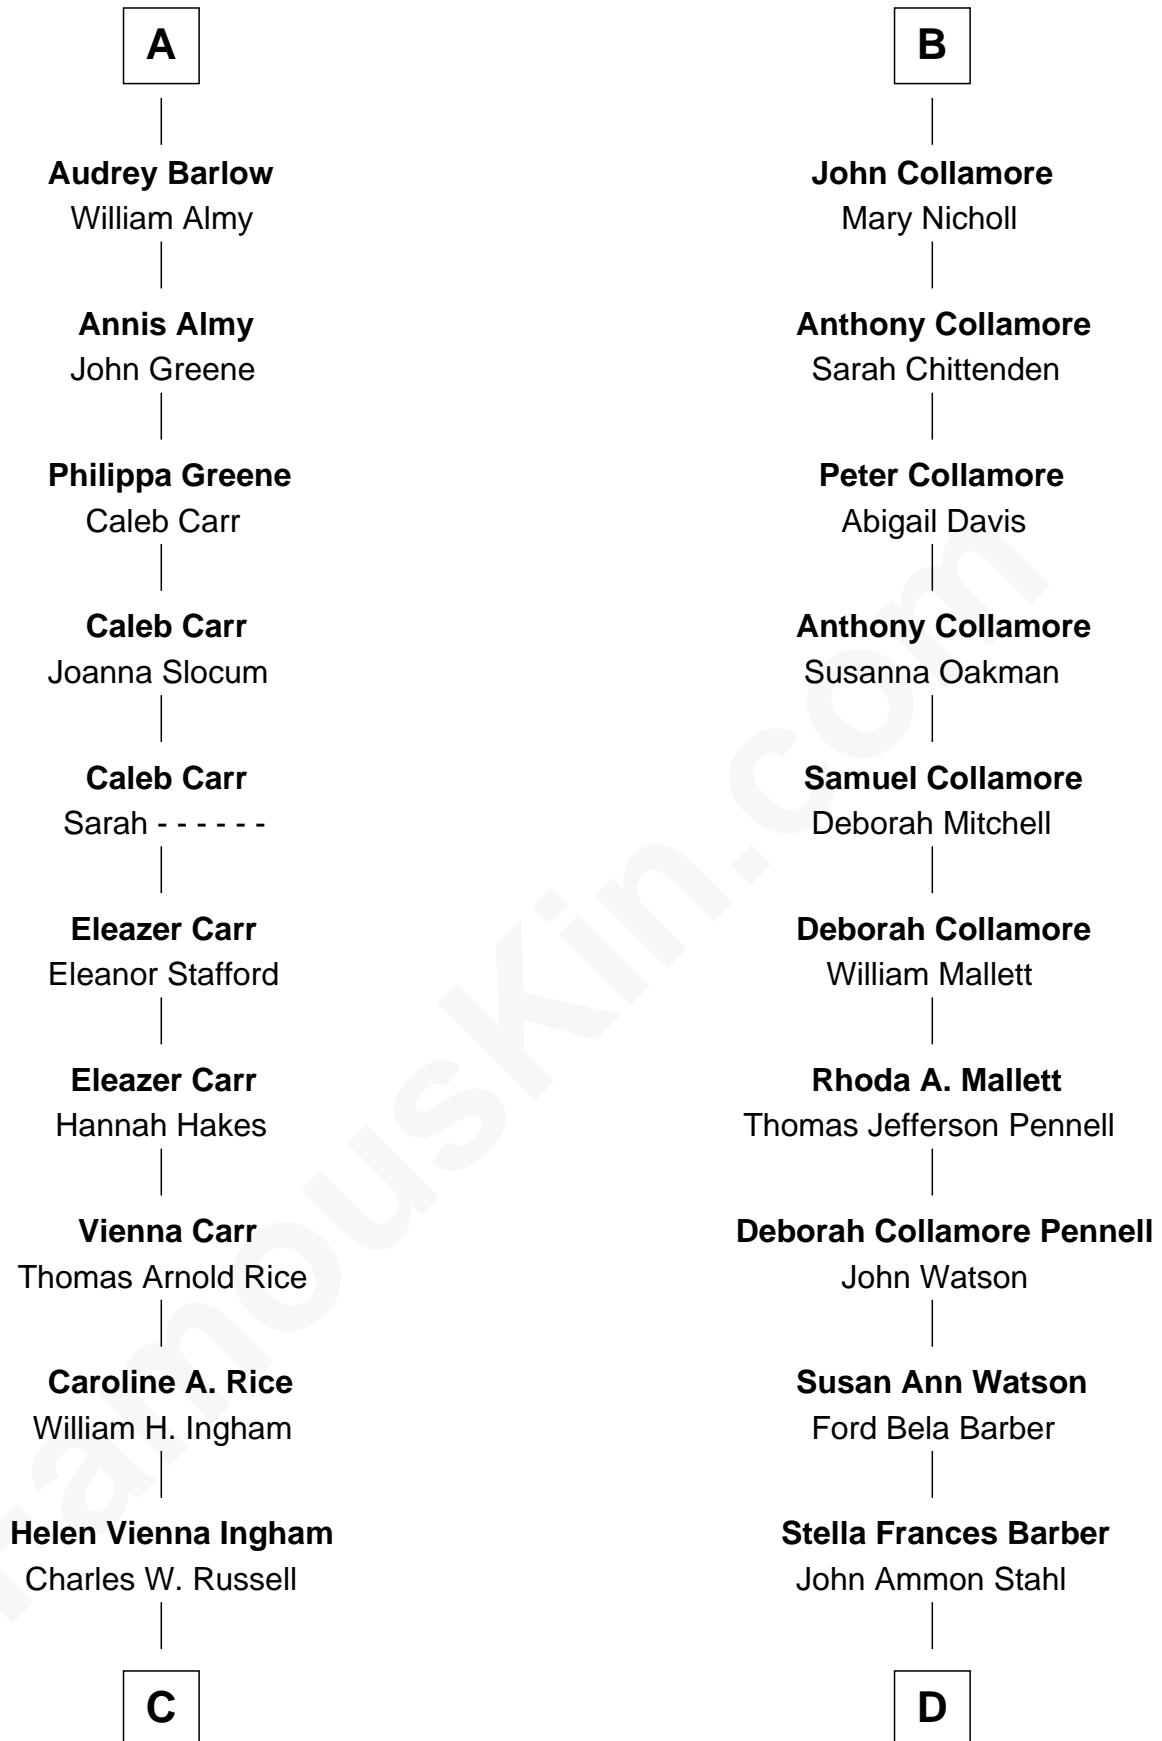 A
Audrey Barlow
William Almy
Annis Almy
John Greene
Philippa Greene
Caleb Carr
Caleb Carr
Joanna Slocum
Caleb Carr
Sarah - - - - - -
Eleazer Carr
Eleanor Stafford
Eleazer Carr
Hannah Hakes
Vienna Carr
Thomas Arnold Rice
Caroline A. Rice
William H. Ingham
Helen Vienna Ingham
Charles W. Russell
C
B
John Collamore
Mary Nicholl
Anthony Collamore
Sarah Chittenden
Peter Collamore
Abigail Davis
Anthony Collamore
Susanna Oakman
Samuel Collamore
Deborah Mitchell
Deborah Collamore
William Mallett
Rhoda A. Mallett
Thomas Jefferson Pennell
Deborah Collamore Pennell
John Watson
Susan Ann Watson
Ford Bela Barber
Stella Frances Barber
John Ammon Stahl
D
FamousKin.com